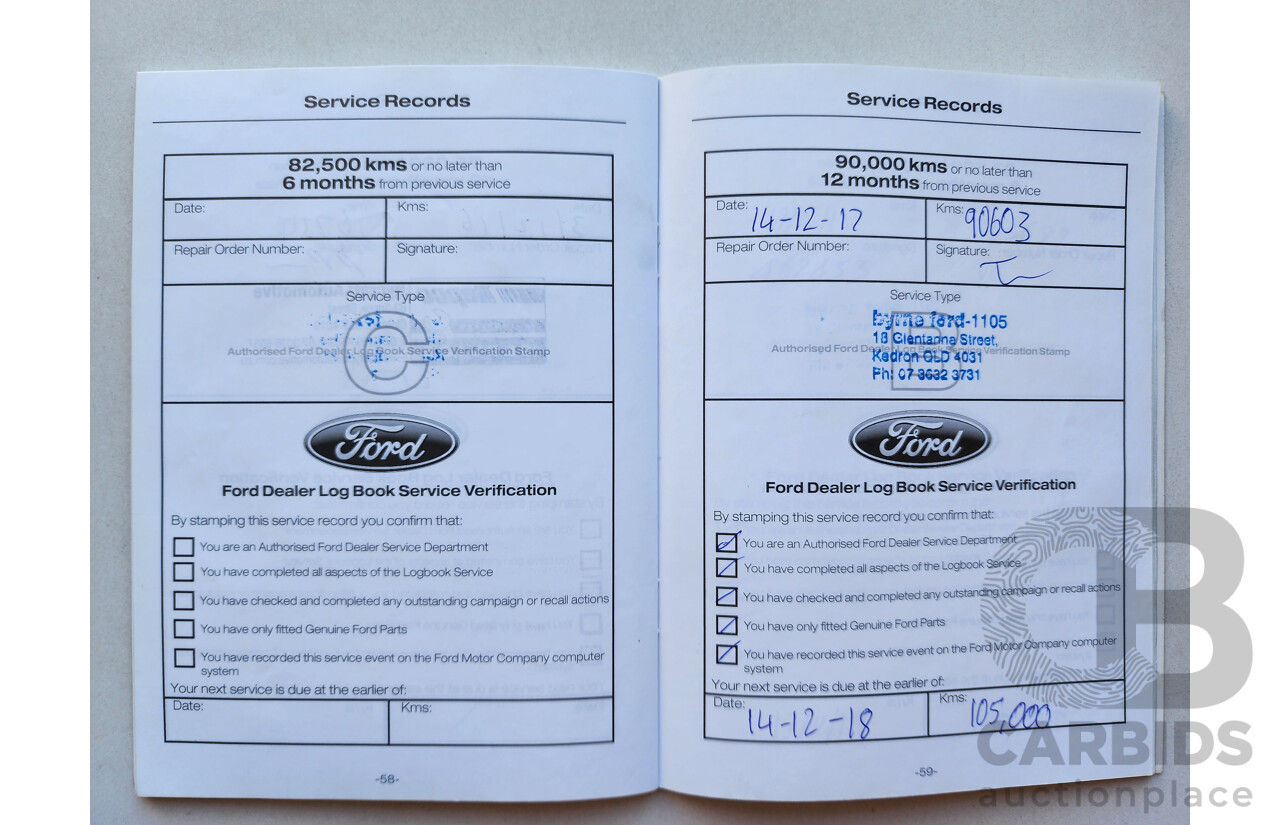 Service Records
82,500 kms or no later than
6 months from previous service
Date:
Kms:
Repair Order Number:
Signature:
Service Type
C
Authorised Ford Dealer Log Book Service Verification Stamp
Ford
Ford Dealer Log Book Service Verification
By stamping this service record you confirm that:
You are an Authorised Ford Dealer Service Department
You have completed all aspects of the Logbook Service
You have checked and completed any outstanding campaign or recall actions
You have only fitted Genuine Ford Parts
You have recorded this service event on the Ford Motor Company computer
system
Your next service is due at the earlier of:
Date:
Kms:
-58-
Service Records
90,000 kms or no later than
12 months from previous service
Date: 14-12-17
Kms: 90603
Repair Order Number:
Signature:
Service Type
byrne ford-1105
18 Glentanna Street,
Authorised Ford Dealer Log Book Service Verification Stamp
Kedron QLD 4031
Ph: 07 3632 3731
Ford
Ford Dealer Log Book Service Verification
By stamping this service record you confirm that:
You are an Authorised Ford Dealer Service Department
You have completed all aspects of the Logbook Service
You have checked and completed any outstanding campaign or recall actions
You have only fitted Genuine Ford Parts
You have recorded this service event on the Ford Motor Company computer
system
Your next service is due at the earlier of:
Date: 14-12-18
Kms: 105,000
-59-
CB
CARBIDS
auctionplace